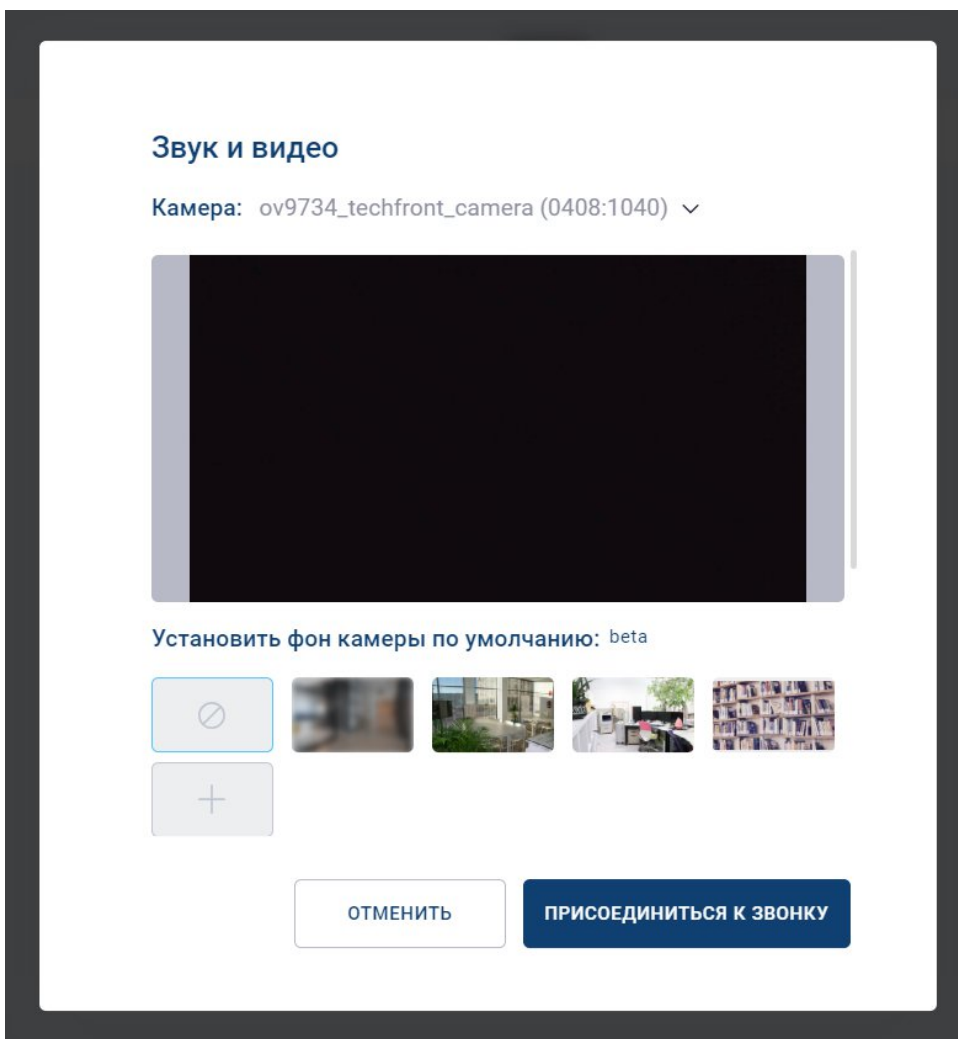 Звук и видео
Камера: ov9734_techfront_camera (0408:1040)
Установить фон камеры по умолчанию: beta
ОТМЕНИТЬ
ПРИСОЕДИНИТЬСЯ К ЗВОНКУ